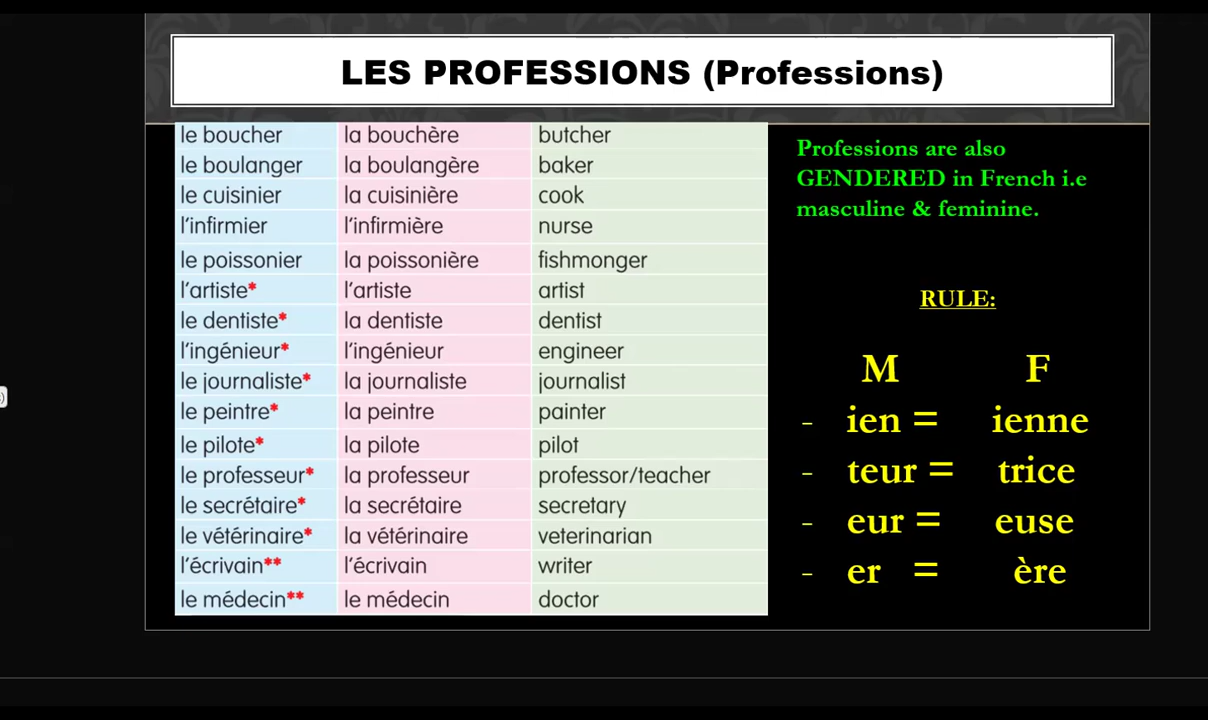 LES PROFESSIONS (Professions)
le boucher la bouchère butcher
le boulanger la boulangère baker
le cuisinier la cuisinière cook
l'infirmier l'infirmière nurse
le poissonier la poissonière fishmonger
l'artiste* l'artiste artist
le dentiste* la dentiste dentist
l'ingénieur* l'ingénieur engineer
le journaliste* la journaliste journalist
le peintre* la peintre painter
le pilote* la pilote pilot
le professeur* la professeur professor/teacher
le secrétaire* la secrétaire secretary
le vétérinaire* la vétérinaire veterinarian
l'écrivain** l'écrivain writer
le médecin** le médecin doctor
Professions are also
GENDERED in French i.e
masculine & feminine.
RULE:
M F
- ien = ienne
- teur = trice
- eur = euse
- er = ère